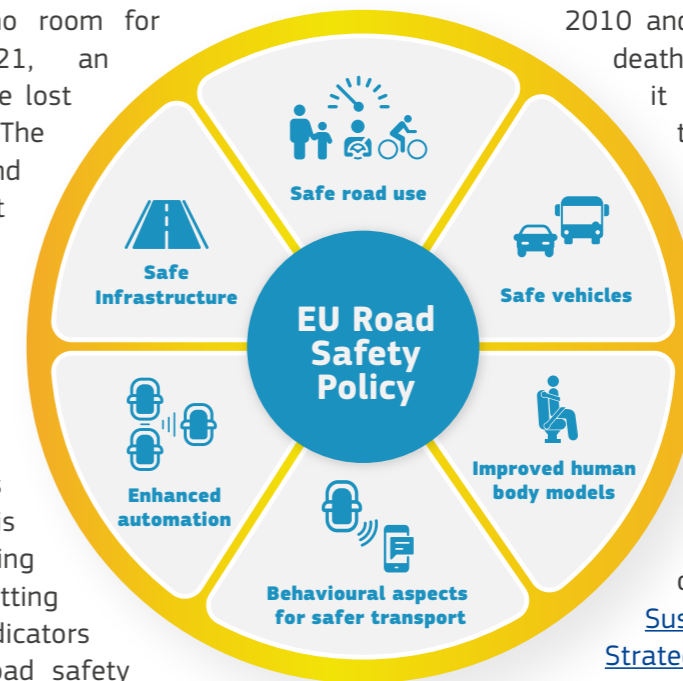 no room for
21, an
e lost
The
nd
t
s
is
ing
tting
dicators
oad safety
Safe road use
Safe
Infrastructure
Safe vehicles
EU Road
Safety
Policy
Enhanced
automation
Improved human
body models
Behavioural aspects
for safer transport
2010 and
death
it
t
Sus
Strateg